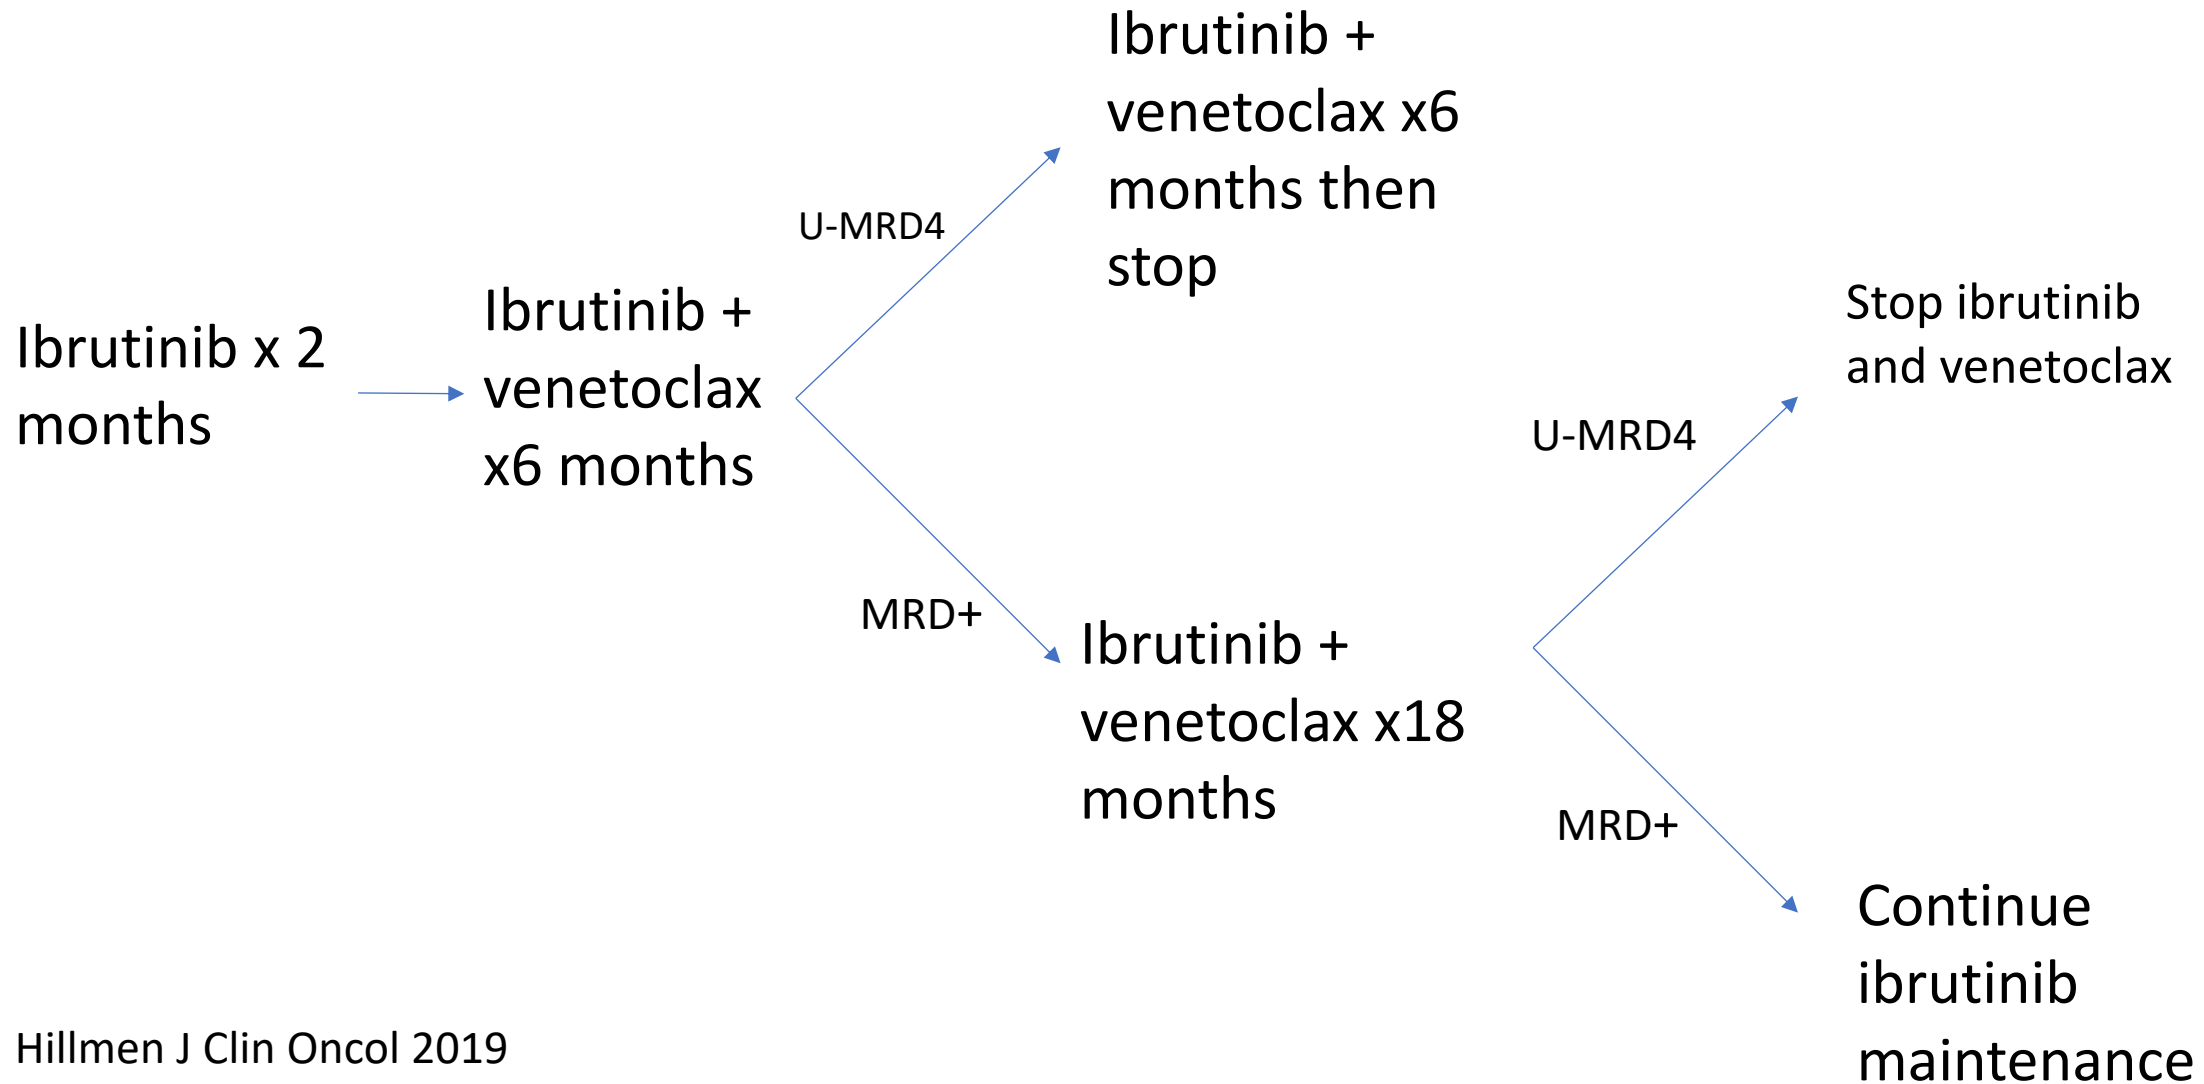 Ibrutinib x 2
months
Ibrutinib +
venetoclax
x6 months
U-MRD4
Ibrutinib +
venetoclax x6
months then
stop
MRD+
Ibrutinib +
venetoclax x18
months
U-MRD4
Stop ibrutinib
and venetoclax
MRD+
Continue
ibrutinib
maintenance
Hillmen J Clin Oncol 2019